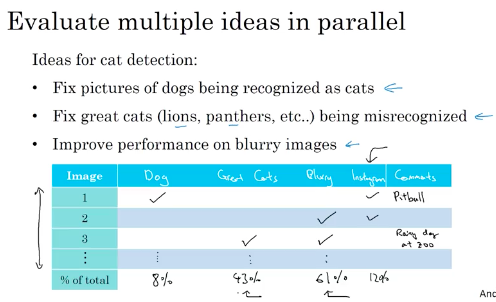 Evaluate multiple ideas in parallel
Ideas for cat detection:
• Fix pictures of dogs being recognized as cats
• Fix great cats (lions, panthers, etc..) being misrecognized
• Improve performance on blurry images
Image Dog Great Cats Blurry Instagram Comments
1 ✓ ✓ Pitbull
2 ✓ ✓
3 ✓ ✓ Rainy day
at zoo
⋮ ⋮ ⋮ ⋮
% of total 8% 43% 61% 12%
And